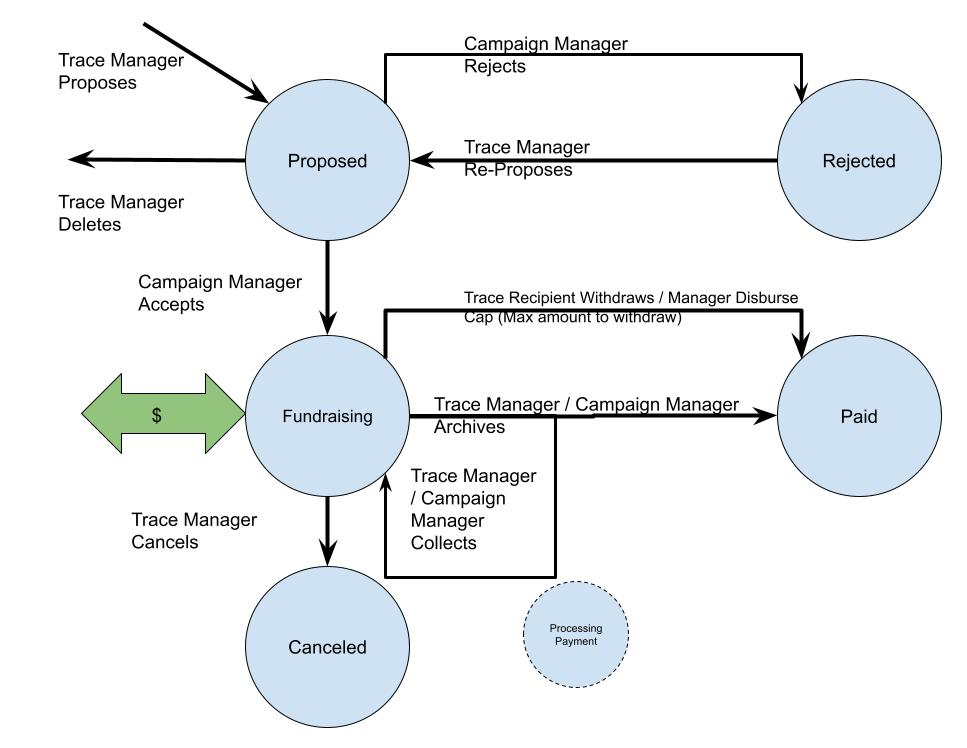 Campaign Manager
Rejects
Trace Manager
Proposes
Proposed
Trace Manager
Re-Proposes
Rejected
Trace Manager
Deletes
Campaign Manager
Accepts
Trace Recipient Withdraws / Manager Disburse
Cap (Max amount to withdraw)
$
Fundraising
Trace Manager / Campaign Manager
Archives
Paid
Trace Manager
/ Campaign
Manager
Collects
Trace Manager
Cancels
Canceled
Processing
Payment